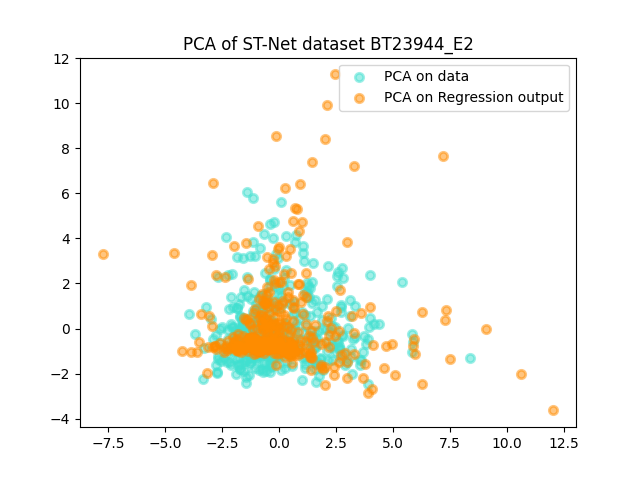 PCA of ST-Net dataset BT23944_E2
PCA on data
PCA on Regression output
12
10
8
6
4
2
0
−2
−4
−7.5 −5.0 −2.5 0.0 2.5 5.0 7.5 10.0 12.5